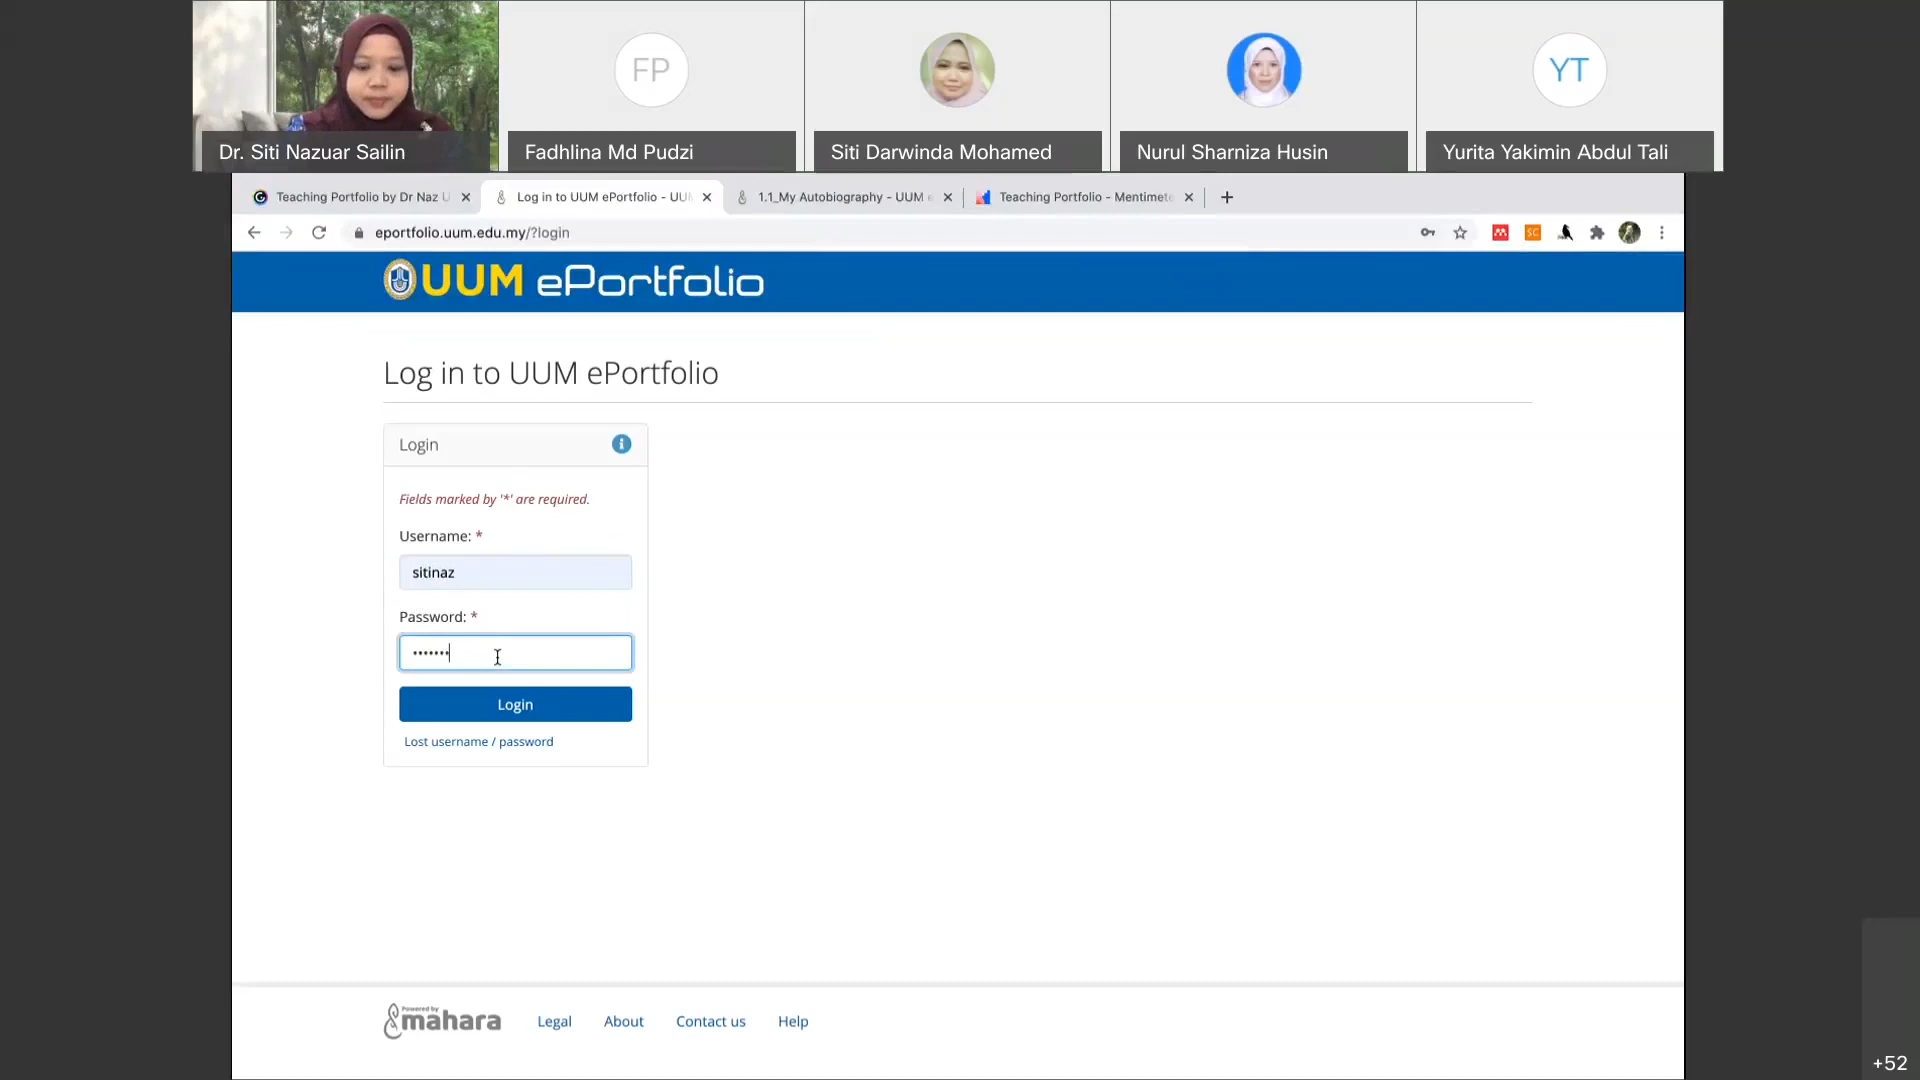 FP
YT
Dr. Siti Nazuar Sailin
Fadhlina Md Pudzi
Siti Darwinda Mohamed
Nurul Sharniza Husin
Yurita Yakimin Abdul Tali
Teaching Portfolio by Dr Naz U
Log in to UUM ePortfolio - UU
1.1_My Autobiography - UUM e
Teaching Portfolio - Mentimete
eportfolio.uum.edu.my/?login
SC
UUM ePortfolio
Log in to UUM ePortfolio
Login
Fields marked by '*' are required.
Username: *
sitinaz
Password: *
•••••••
Login
Lost username / password
Powered by
mahara
Legal
About
Contact us
Help
+52